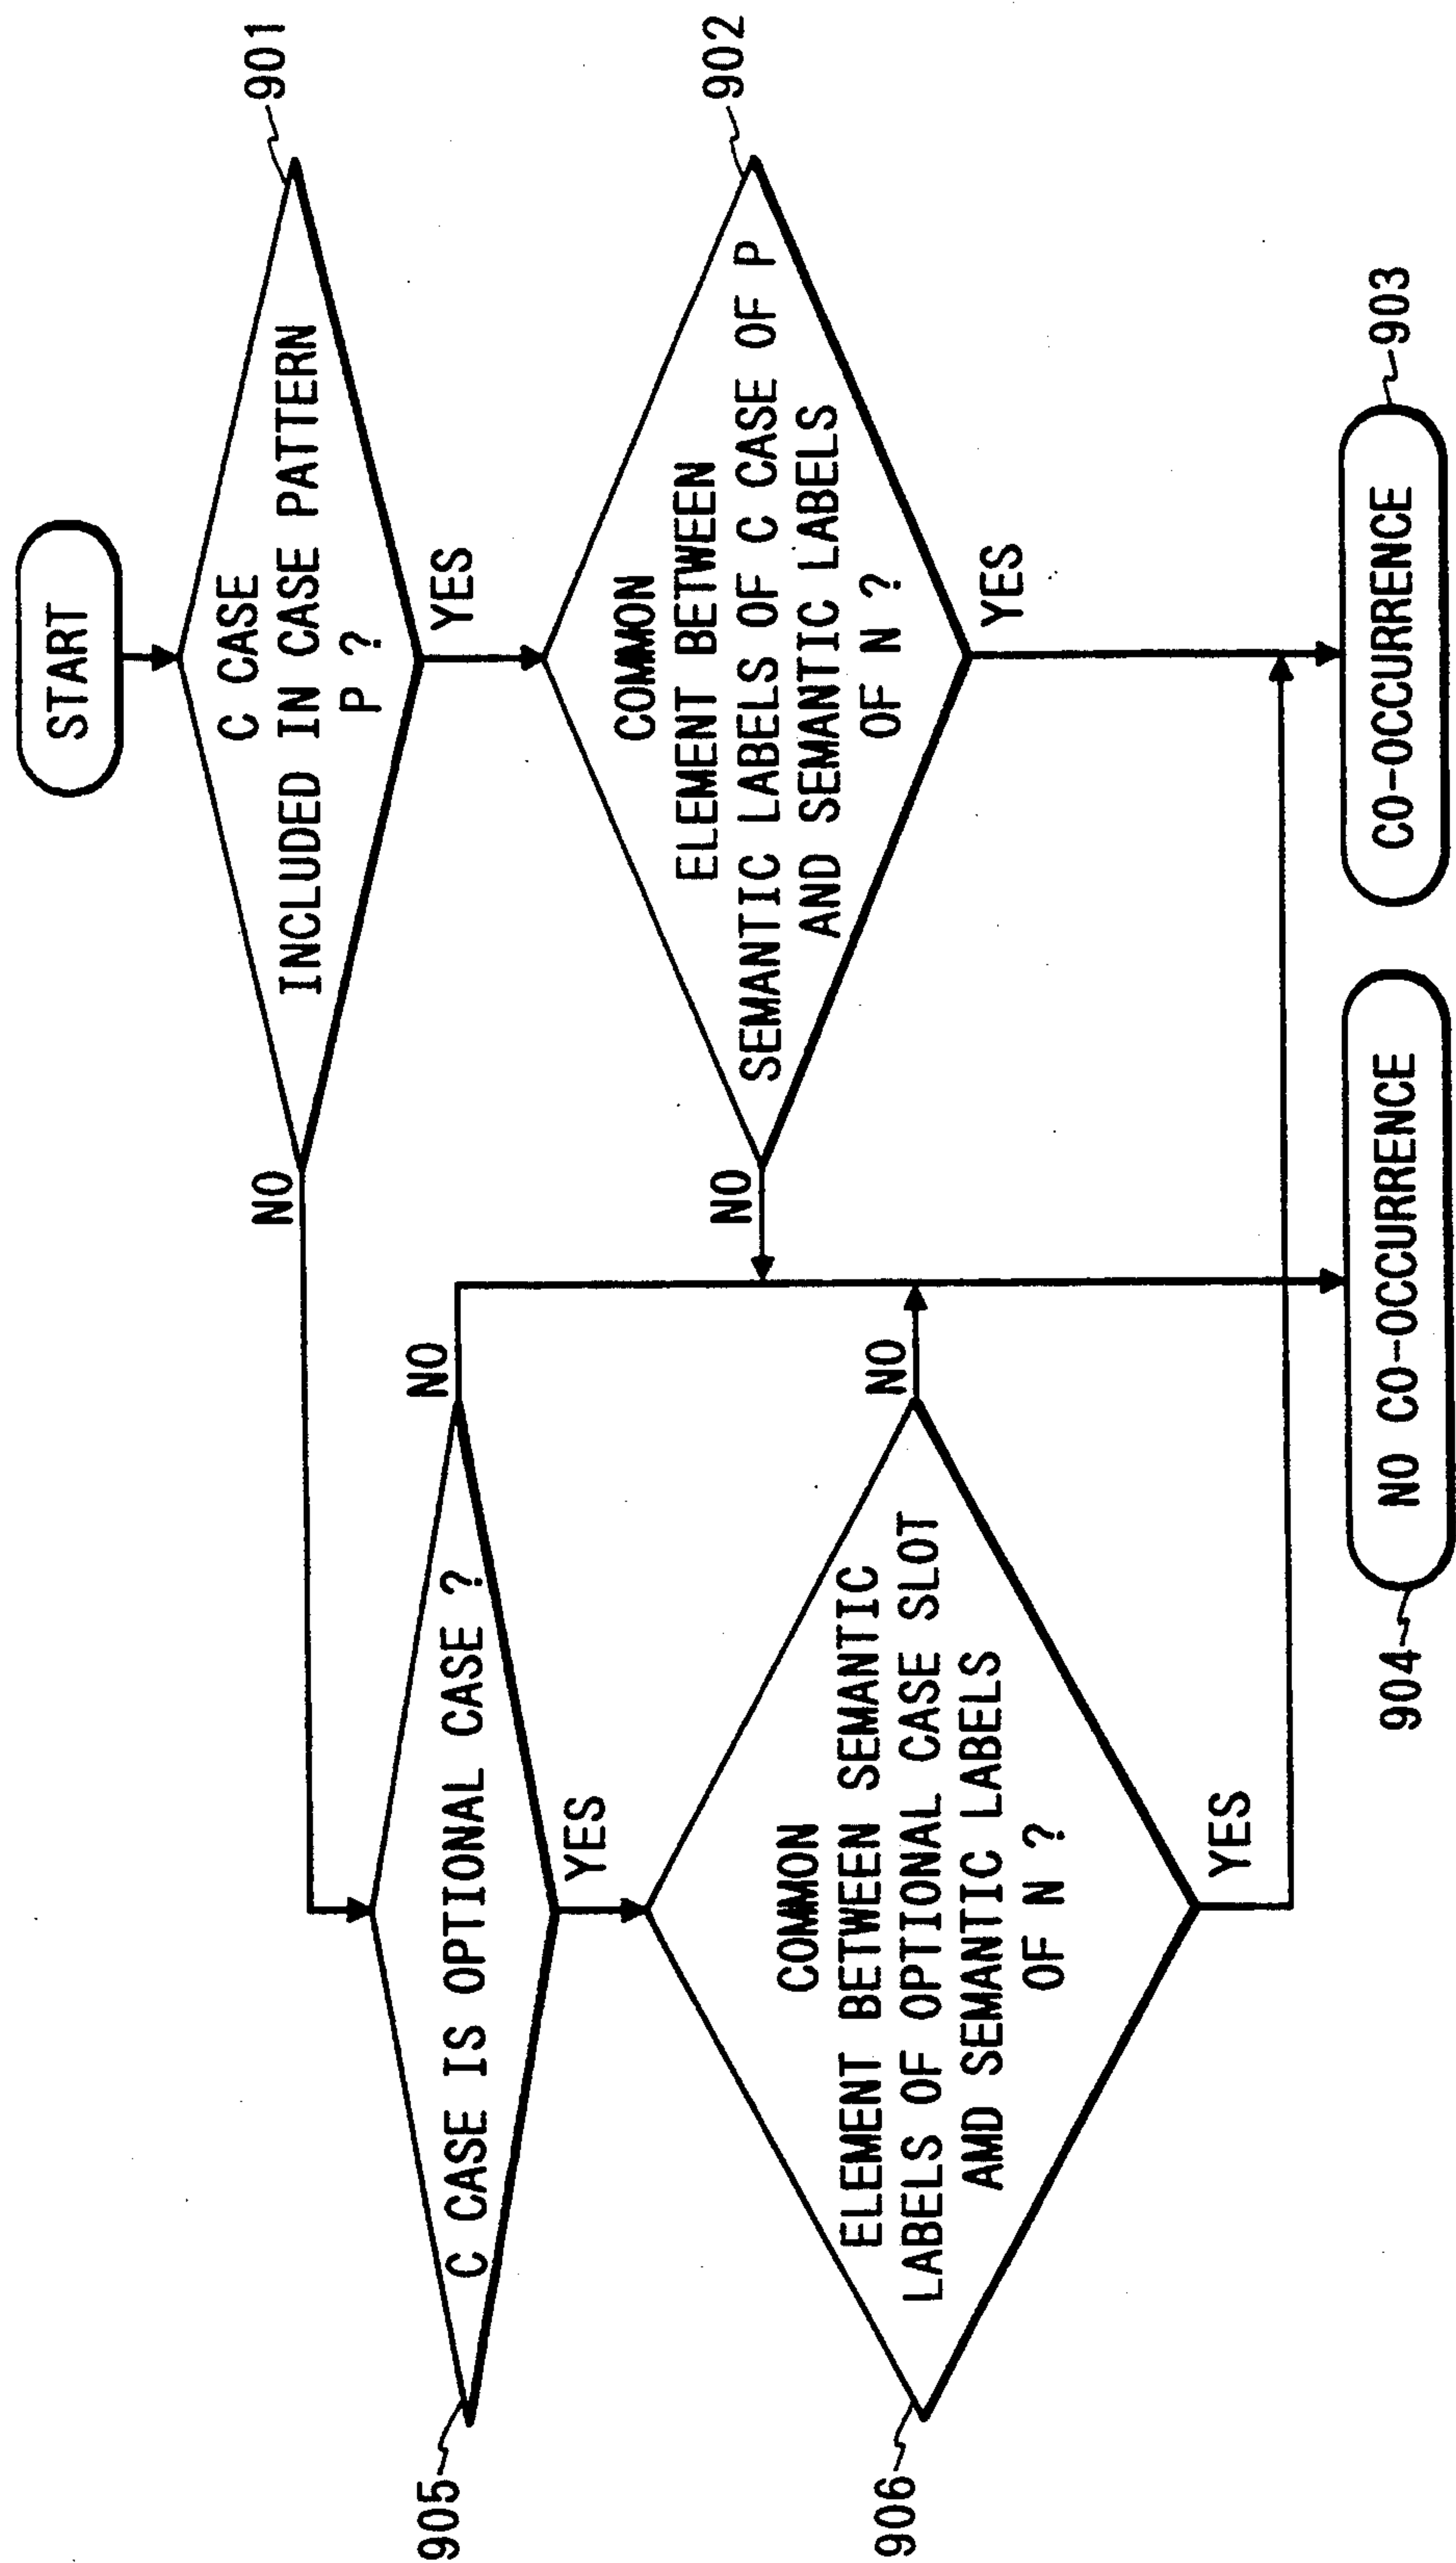 START
901
C CASE
INCLUDED IN CASE PATTERN
P ?
NO
YES
902
COMMON
ELEMENT BETWEEN
SEMANTIC LABELS OF C CASE OF P
AND SEMANTIC LABELS
OF N ?
NO
YES
905
C CASE IS OPTIONAL CASE ?
NO
YES
906
COMMON
ELEMENT BETWEEN SEMANTIC
LABELS OF OPTIONAL CASE SLOT
AMD SEMANTIC LABELS
OF N ?
NO
YES
904
NO CO-OCCURRENCE
CO-OCCURRENCE
903